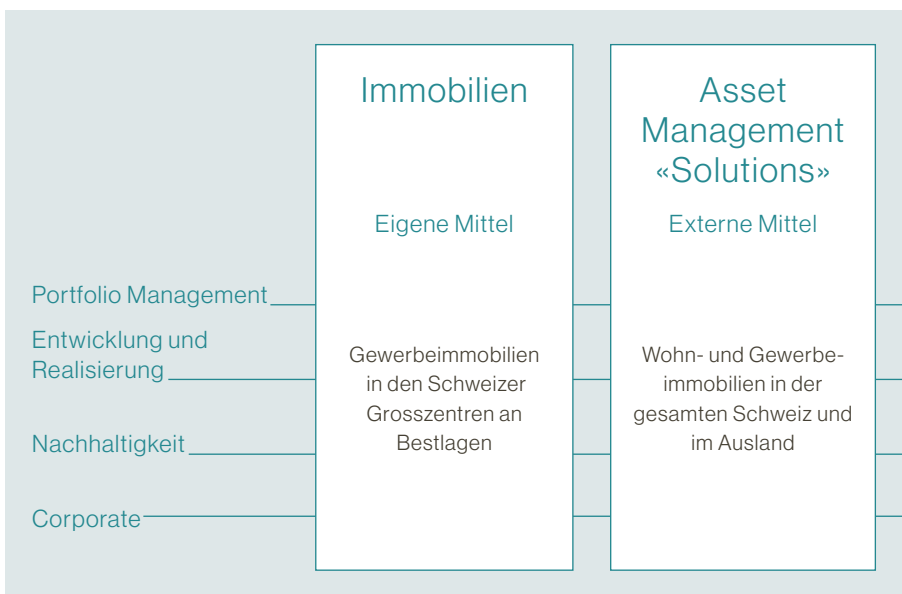 Immobilien
Eigene Mittel
Gewerbeimmobilien
in den Schweizer
Grosszentren an
Bestlagen
Asset
Management
«Solutions»
Externe Mittel
Wohn- und Gewerbe-
immobilien in der
gesamten Schweiz und
im Ausland
Portfolio Management
Entwicklung und
Realisierung
Nachhaltigkeit
Corporate